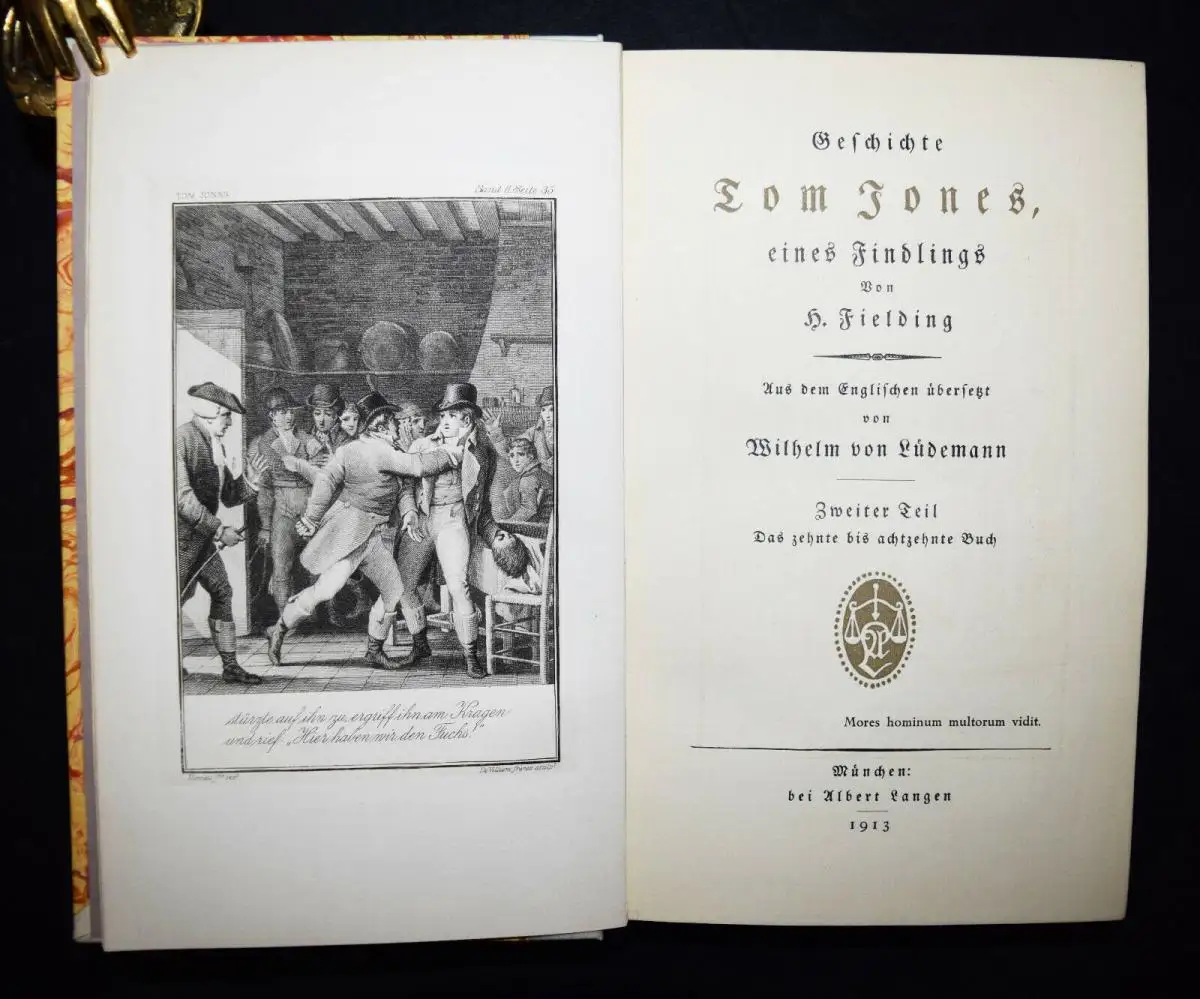 TOM JONAS
Band II. Seite 35
stürzte auf ihn zu, ergriff ihn am Kragen
und rief „Hier haben wir den Fuchs!"
Geſchichte
Tom Jones,
eines Findlings
Von
H. Fielding
Aus dem Engliſchen überſetzt
von
Wilhelm von Lüdemann
Zweiter Teil
Das zehnte bis achtzehnte Buch
AL
Mores hominum multorum vidit.
München:
bei Albert Langen
1913